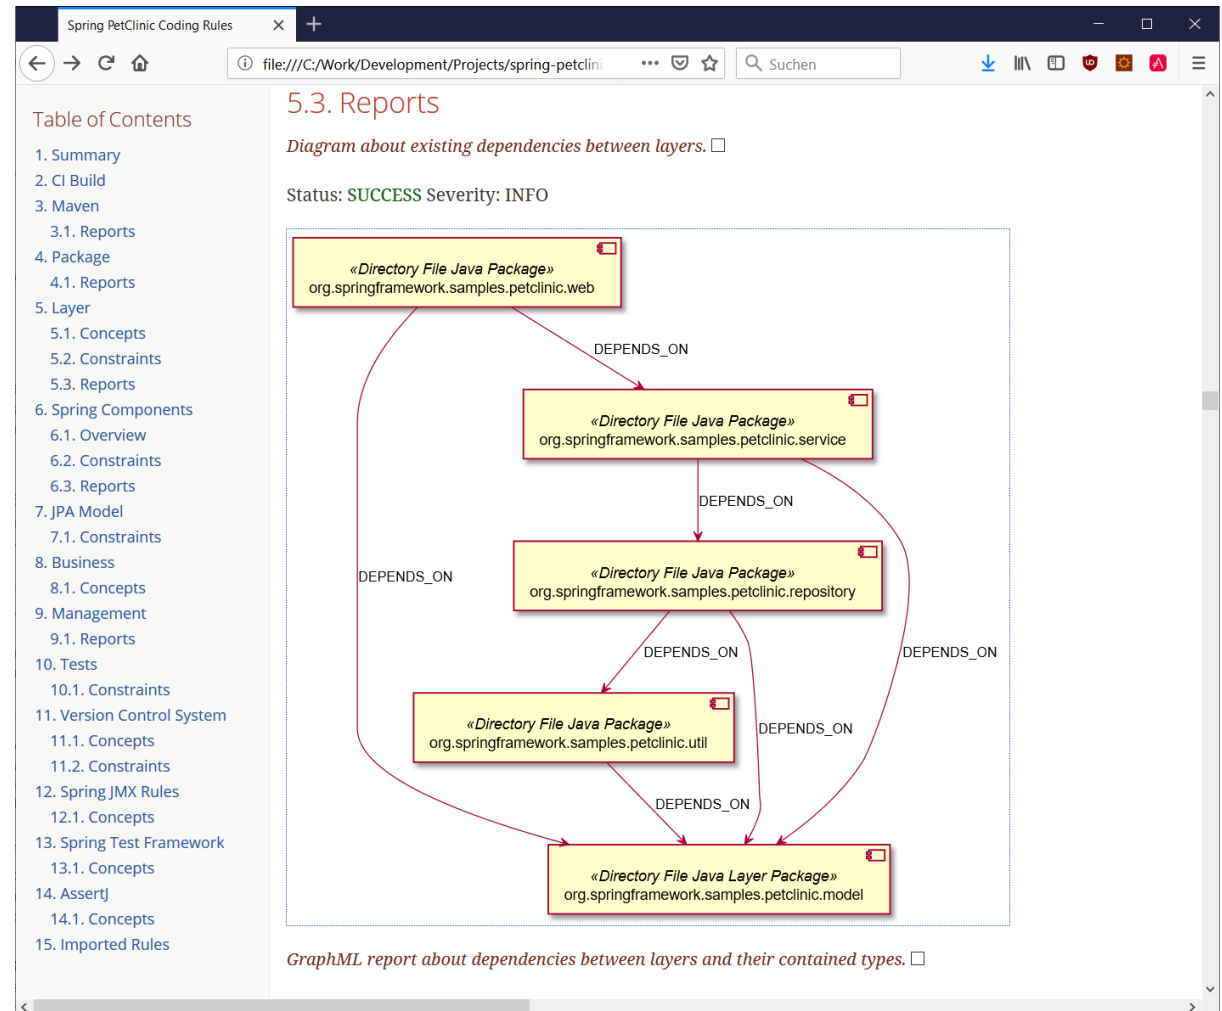 Spring PetClinic Coding Rules
file:///C:/Work/Development/Projects/spring-petclini
Suchen
Table of Contents
1. Summary
2. CI Build
3. Maven
3.1. Reports
4. Package
4.1. Reports
5. Layer
5.1. Concepts
5.2. Constraints
5.3. Reports
6. Spring Components
6.1. Overview
6.2. Constraints
6.3. Reports
7. JPA Model
7.1. Constraints
8. Business
8.1. Concepts
9. Management
9.1. Reports
10. Tests
10.1. Constraints
11. Version Control System
11.1. Concepts
11.2. Constraints
12. Spring JMX Rules
12.1. Concepts
13. Spring Test Framework
13.1. Concepts
14. AssertJ
14.1. Concepts
15. Imported Rules
5.3. Reports
Diagram about existing dependencies between layers.
Status: SUCCESS Severity: INFO
«Directory File Java Package»
org.springframework.samples.petclinic.web
DEPENDS_ON
«Directory File Java Package»
org.springframework.samples.petclinic.service
DEPENDS_ON
«Directory File Java Package»
org.springframework.samples.petclinic.repository
DEPENDS_ON
DEPENDS_ON
DEPENDS_ON
«Directory File Java Package»
org.springframework.samples.petclinic.util
DEPENDS_ON
DEPENDS_ON
«Directory File Java Layer Package»
org.springframework.samples.petclinic.model
GraphML report about dependencies between layers and their contained types.